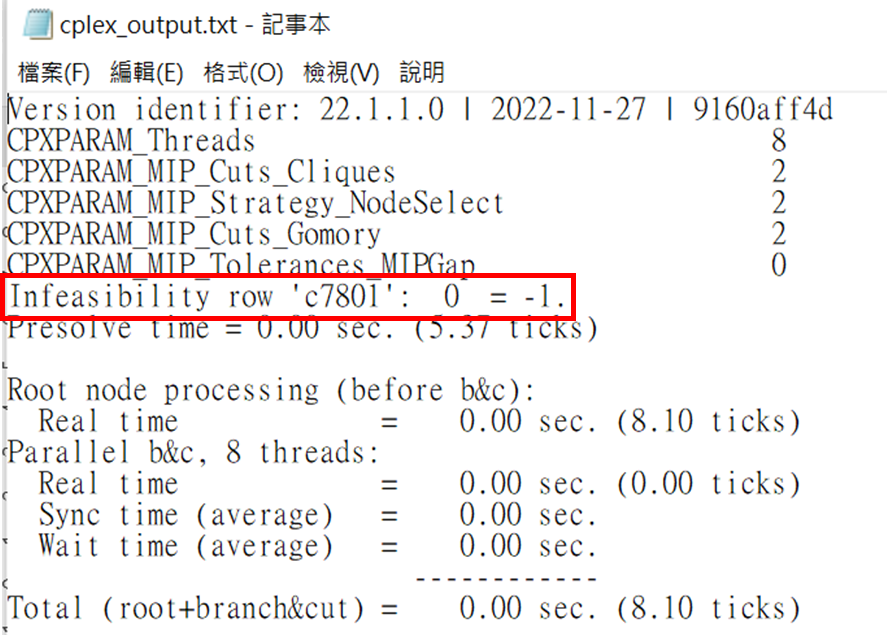 cplex_output.txt - 記事本
檔案(F) 編輯(E) 格式(O) 檢視(V) 說明
Version identifier: 22.1.1.0 | 2022-11-27 | 9160aff4d
CPXPARAM_Threads 8
CPXPARAM_MIP_Cuts_Cliques 2
CPXPARAM_MIP_Strategy_NodeSelect 2
CPXPARAM_MIP_Cuts_Gomory 2
CPXPARAM_MIP_Tolerances_MIPGap 0
Infeasibility row 'c7801': 0 = -1.
Presolve time = 0.00 sec. (5.37 ticks)
Root node processing (before b&c):
Real time = 0.00 sec. (8.10 ticks)
Parallel b&c, 8 threads:
Real time = 0.00 sec. (0.00 ticks)
Sync time (average) = 0.00 sec.
Wait time (average) = 0.00 sec.
------------
Total (root+branch&cut) = 0.00 sec. (8.10 ticks)